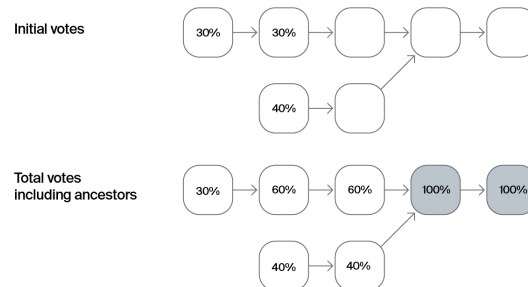 Initial votes
30% 30%
40%
Total votes
including ancestors
30% 60% 60% 100% 100%
40% 40%